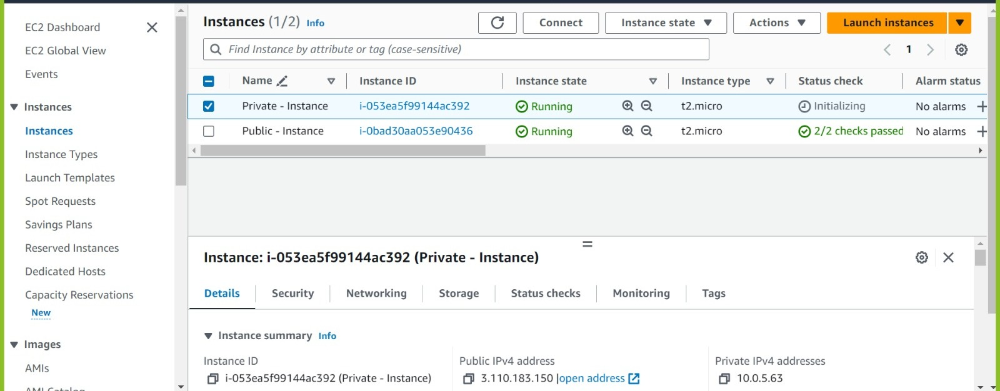 EC2 Dashboard
EC2 Global View
Events
Instances
Instances
Instance Types
Launch Templates
Spot Requests
Savings Plans
Reserved Instances
Dedicated Hosts
Capacity Reservations
New
Images
AMIs
AMI Catalog
Instances (1/2) Info
Connect
Instance state
Actions
Launch instances
Find Instance by attribute or tag (case-sensitive)
1
Name Instance ID Instance state Instance type Status check Alarm status
Private - Instance i-053ea5f99144ac392 Running t2.micro Initializing No alarms
Public - Instance i-0bad30aa053e90436 Running t2.micro 2/2 checks passed No alarms
Instance: i-053ea5f99144ac392 (Private - Instance)
Details Security Networking Storage Status checks Monitoring Tags
Instance summary Info
Instance ID Public IPv4 address Private IPv4 addresses
i-053ea5f99144ac392 (Private - Instance) 3.110.183.150 |open address 10.0.5.63